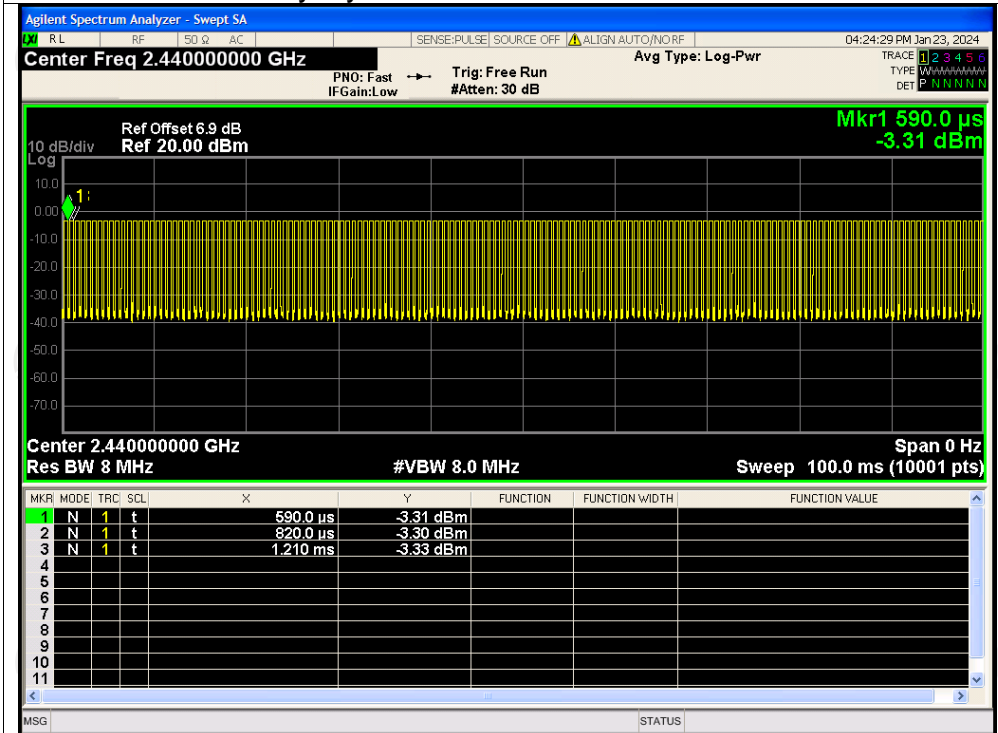 Agilent Spectrum Analyzer - Swept SA
LXI RL RF 50 Ω AC SENSE:PULSE SOURCE OFF ALIGN AUTO/NO RF 04:24:29 PM Jan 23, 2024
Center Freq 2.440000000 GHz Avg Type: Log-Pwr TRACE 1 2 3 4 5 6
PNO: Fast Trig: Free Run TYPE WWWWWW
IFGain:Low #Atten: 30 dB DET P N N N N N
Mkr1 590.0 µs
Ref Offset 6.9 dB
10 dB/div Ref 20.00 dBm -3.31 dBm
Log
10.0
1
0.00
-10.0
-20.0
-30.0
-40.0
-50.0
-60.0
-70.0
Center 2.440000000 GHz Span 0 Hz
Res BW 8 MHz #VBW 8.0 MHz Sweep 100.0 ms (10001 pts)
MKR MODE TRC SCL X Y FUNCTION FUNCTION WIDTH FUNCTION VALUE
1 N 1 t 590.0 µs -3.31 dBm
2 N 1 t 820.0 µs -3.30 dBm
3 N 1 t 1.210 ms -3.33 dBm
4
5
6
7
8
9
10
11
MSG STATUS